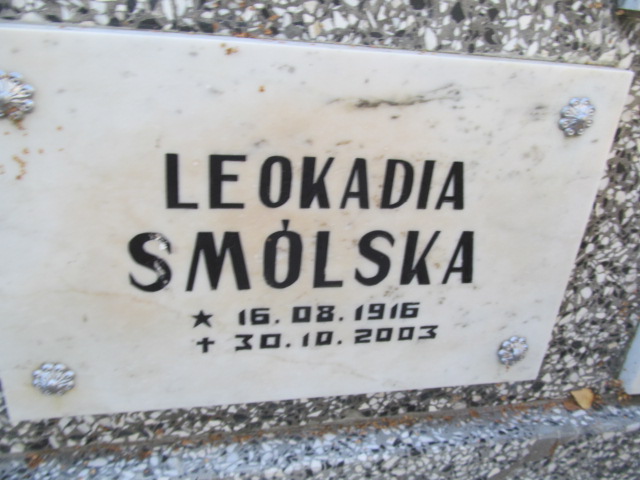 LEOKADIA
SMÓLSKA
★ 16.08.1916
✝ 30.10.2003